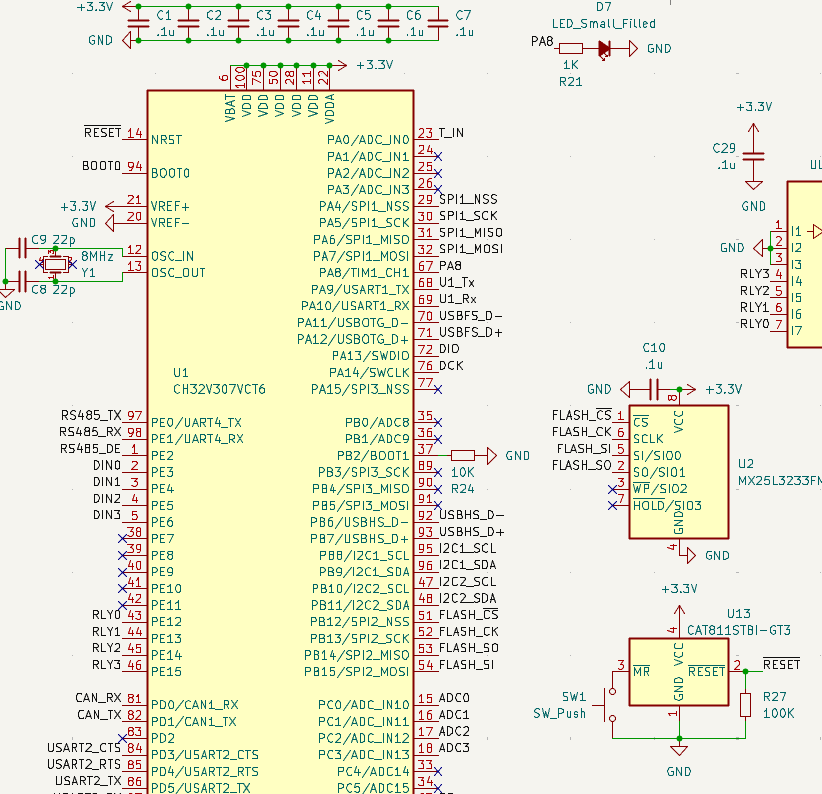 +3.3V
C1 C2 C3 C4 C5 C6 C7
.1u .1u .1u .1u .1u .1u .1u
GND
D7
LED_Small_Filled
PA8
GND
1K
R21
+3.3V
6 100 75 50 28 11 22
VBAT VDD VDD VDD VDD VDD VDDA
RESET 14 NRST
BOOT0 94 BOOT0
+3.3V 21 VREF+
GND 20 VREF-
C9 22p
8MHz
Y1
12 OSC_IN
13 OSC_OUT
C8 22p
GND
U1
CH32V307VCT6
RS485_TX 97 PE0/UART4_TX
RS485_RX 98 PE1/UART4_RX
RS485_DE 1 PE2
DIN0 2 PE3
DIN1 3 PE4
DIN2 4 PE5
DIN3 5 PE6
38 PE7
39 PE8
40 PE9
41 PE10
42 PE11
RLY0 43 PE12
RLY1 44 PE13
RLY2 45 PE14
RLY3 46 PE15
CAN_RX 81 PD0/CAN1_RX
CAN_TX 82 PD1/CAN1_TX
83 PD2
USART2_CTS 84 PD3/USART2_CTS
USART2_RTS 85 PD4/USART2_RTS
USART2_TX 86 PD5/USART2_TX
PA0/ADC_IN0 23 T_IN
PA1/ADC_IN1 24
PA2/ADC_IN2 25
PA3/ADC_IN3 26
PA4/SPI1_NSS 29 SPI1_NSS
PA5/SPI1_SCK 30 SPI1_SCK
PA6/SPI1_MISO 31 SPI1_MISO
PA7/SPI1_MOSI 32 SPI1_MOSI
PA8/TIM1_CH1 67 PA8
PA9/USART1_TX 68 U1_Tx
PA10/USART1_RX 69 U1_Rx
PA11/USBOTG_D- 70 USBFS_D-
PA12/USBOTG_D+ 71 USBFS_D+
PA13/SWDIO 72 DIO
PA14/SWCLK 76 DCK
PA15/SPI3_NSS 77
PB0/ADC8 35
PB1/ADC9 36
PB2/BOOT1 37
10K
R24
GND
PB3/SPI3_SCK 89
PB4/SPI3_MISO 90
PB5/SPI3_MOSI 91
PB6/USBHS_D- 92 USBHS_D-
PB7/USBHS_D+ 93 USBHS_D+
PB8/I2C1_SCL 95 I2C1_SCL
PB9/I2C1_SDA 96 I2C1_SDA
PB10/I2C2_SCL 47 I2C2_SCL
PB11/I2C2_SDA 48 I2C2_SDA
PB12/SPI2_NSS 51 FLASH_CS
PB13/SPI2_SCK 52 FLASH_CK
PB14/SPI2_MISO 53 FLASH_SO
PB15/SPI2_MOSI 54 FLASH_SI
PC0/ADC_IN10 15 ADC0
PC1/ADC_IN11 16 ADC1
PC2/ADC_IN12 17 ADC2
PC3/ADC_IN13 18 ADC3
PC4/ADC14 33
PC5/ADC15 34
+3.3V
C29
.1u
GND
1 I1
GND 2 I2
3 I3
RLY3 4 I4
RLY2 5 I5
RLY1 6 I6
RLY0 7 I7
C10
.1u
GND
+3.3V
8
VCC
FLASH_CS 1 CS
FLASH_CK 6 SCLK
FLASH_SI 5 SI/SIO0
FLASH_SO 2 SO/SIO1
3 WP/SIO2
7 HOLD/SIO3
U2
GND
4
GND
+3.3V
U13
CAT811STBI-GT3
4
VCC
3 MR
RESET 2 RESET
GND
1
SW1
SW_Push
R27
100K
GND